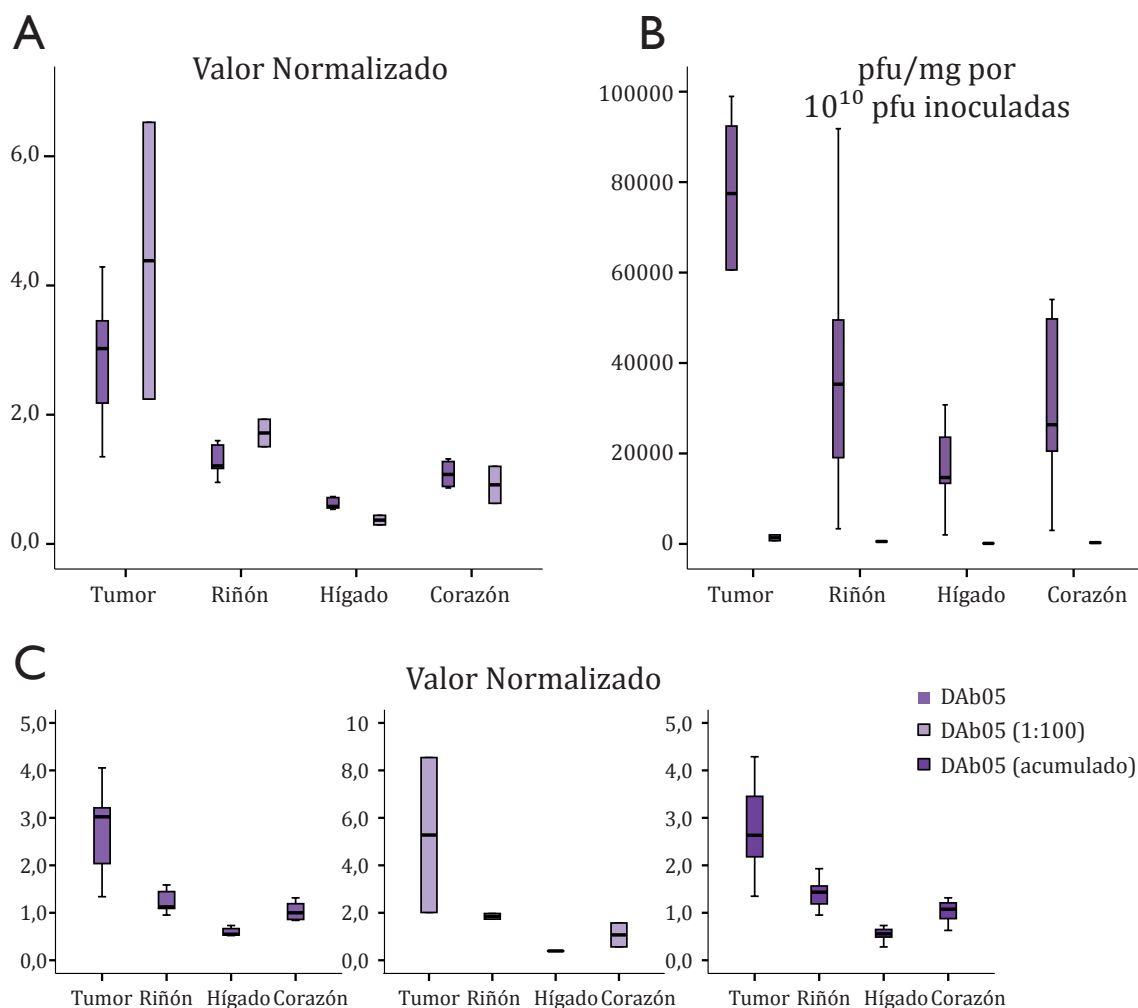 A
Valor Normalizado
6,0
4,0
2,0
0,0
Tumor Riñón Hígado Corazón
B
pfu/mg por
10¹⁰ pfu inoculadas
100000
80000
60000
40000
20000
0
Tumor Riñón Hígado Corazón
C
Valor Normalizado
5,0
4,0
3,0
2,0
1,0
0,0
Tumor Riñón Hígado Corazón
10
8,0
6,0
4,0
2,0
0,0
Tumor Riñón Hígado Corazón
5,0
4,0
3,0
2,0
1,0
0,0
Tumor Riñón Hígado Corazón
DAb05
DAb05 (1:100)
DAb05 (acumulado)